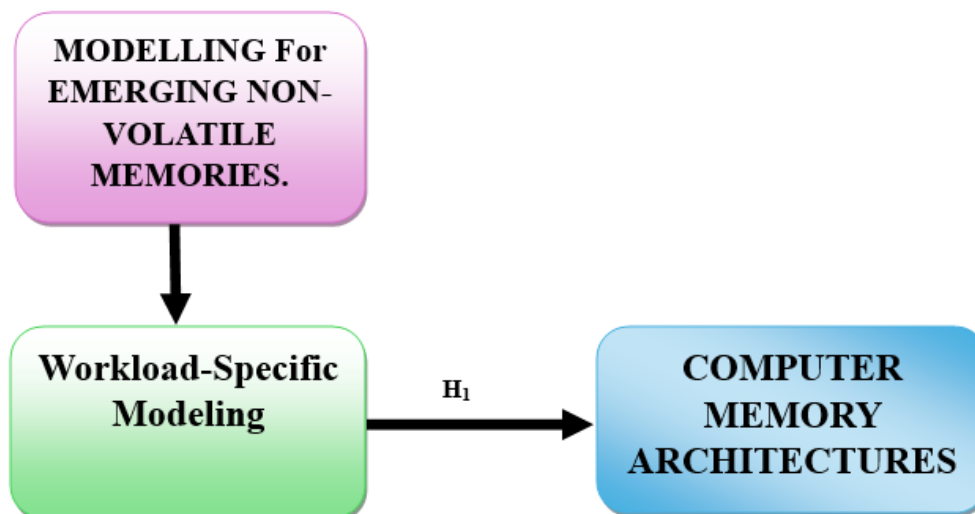 MODELLING For
EMERGING NON-
VOLATILE
MEMORIES.
Workload-Specific
Modeling
H₁
COMPUTER
MEMORY
ARCHITECTURES